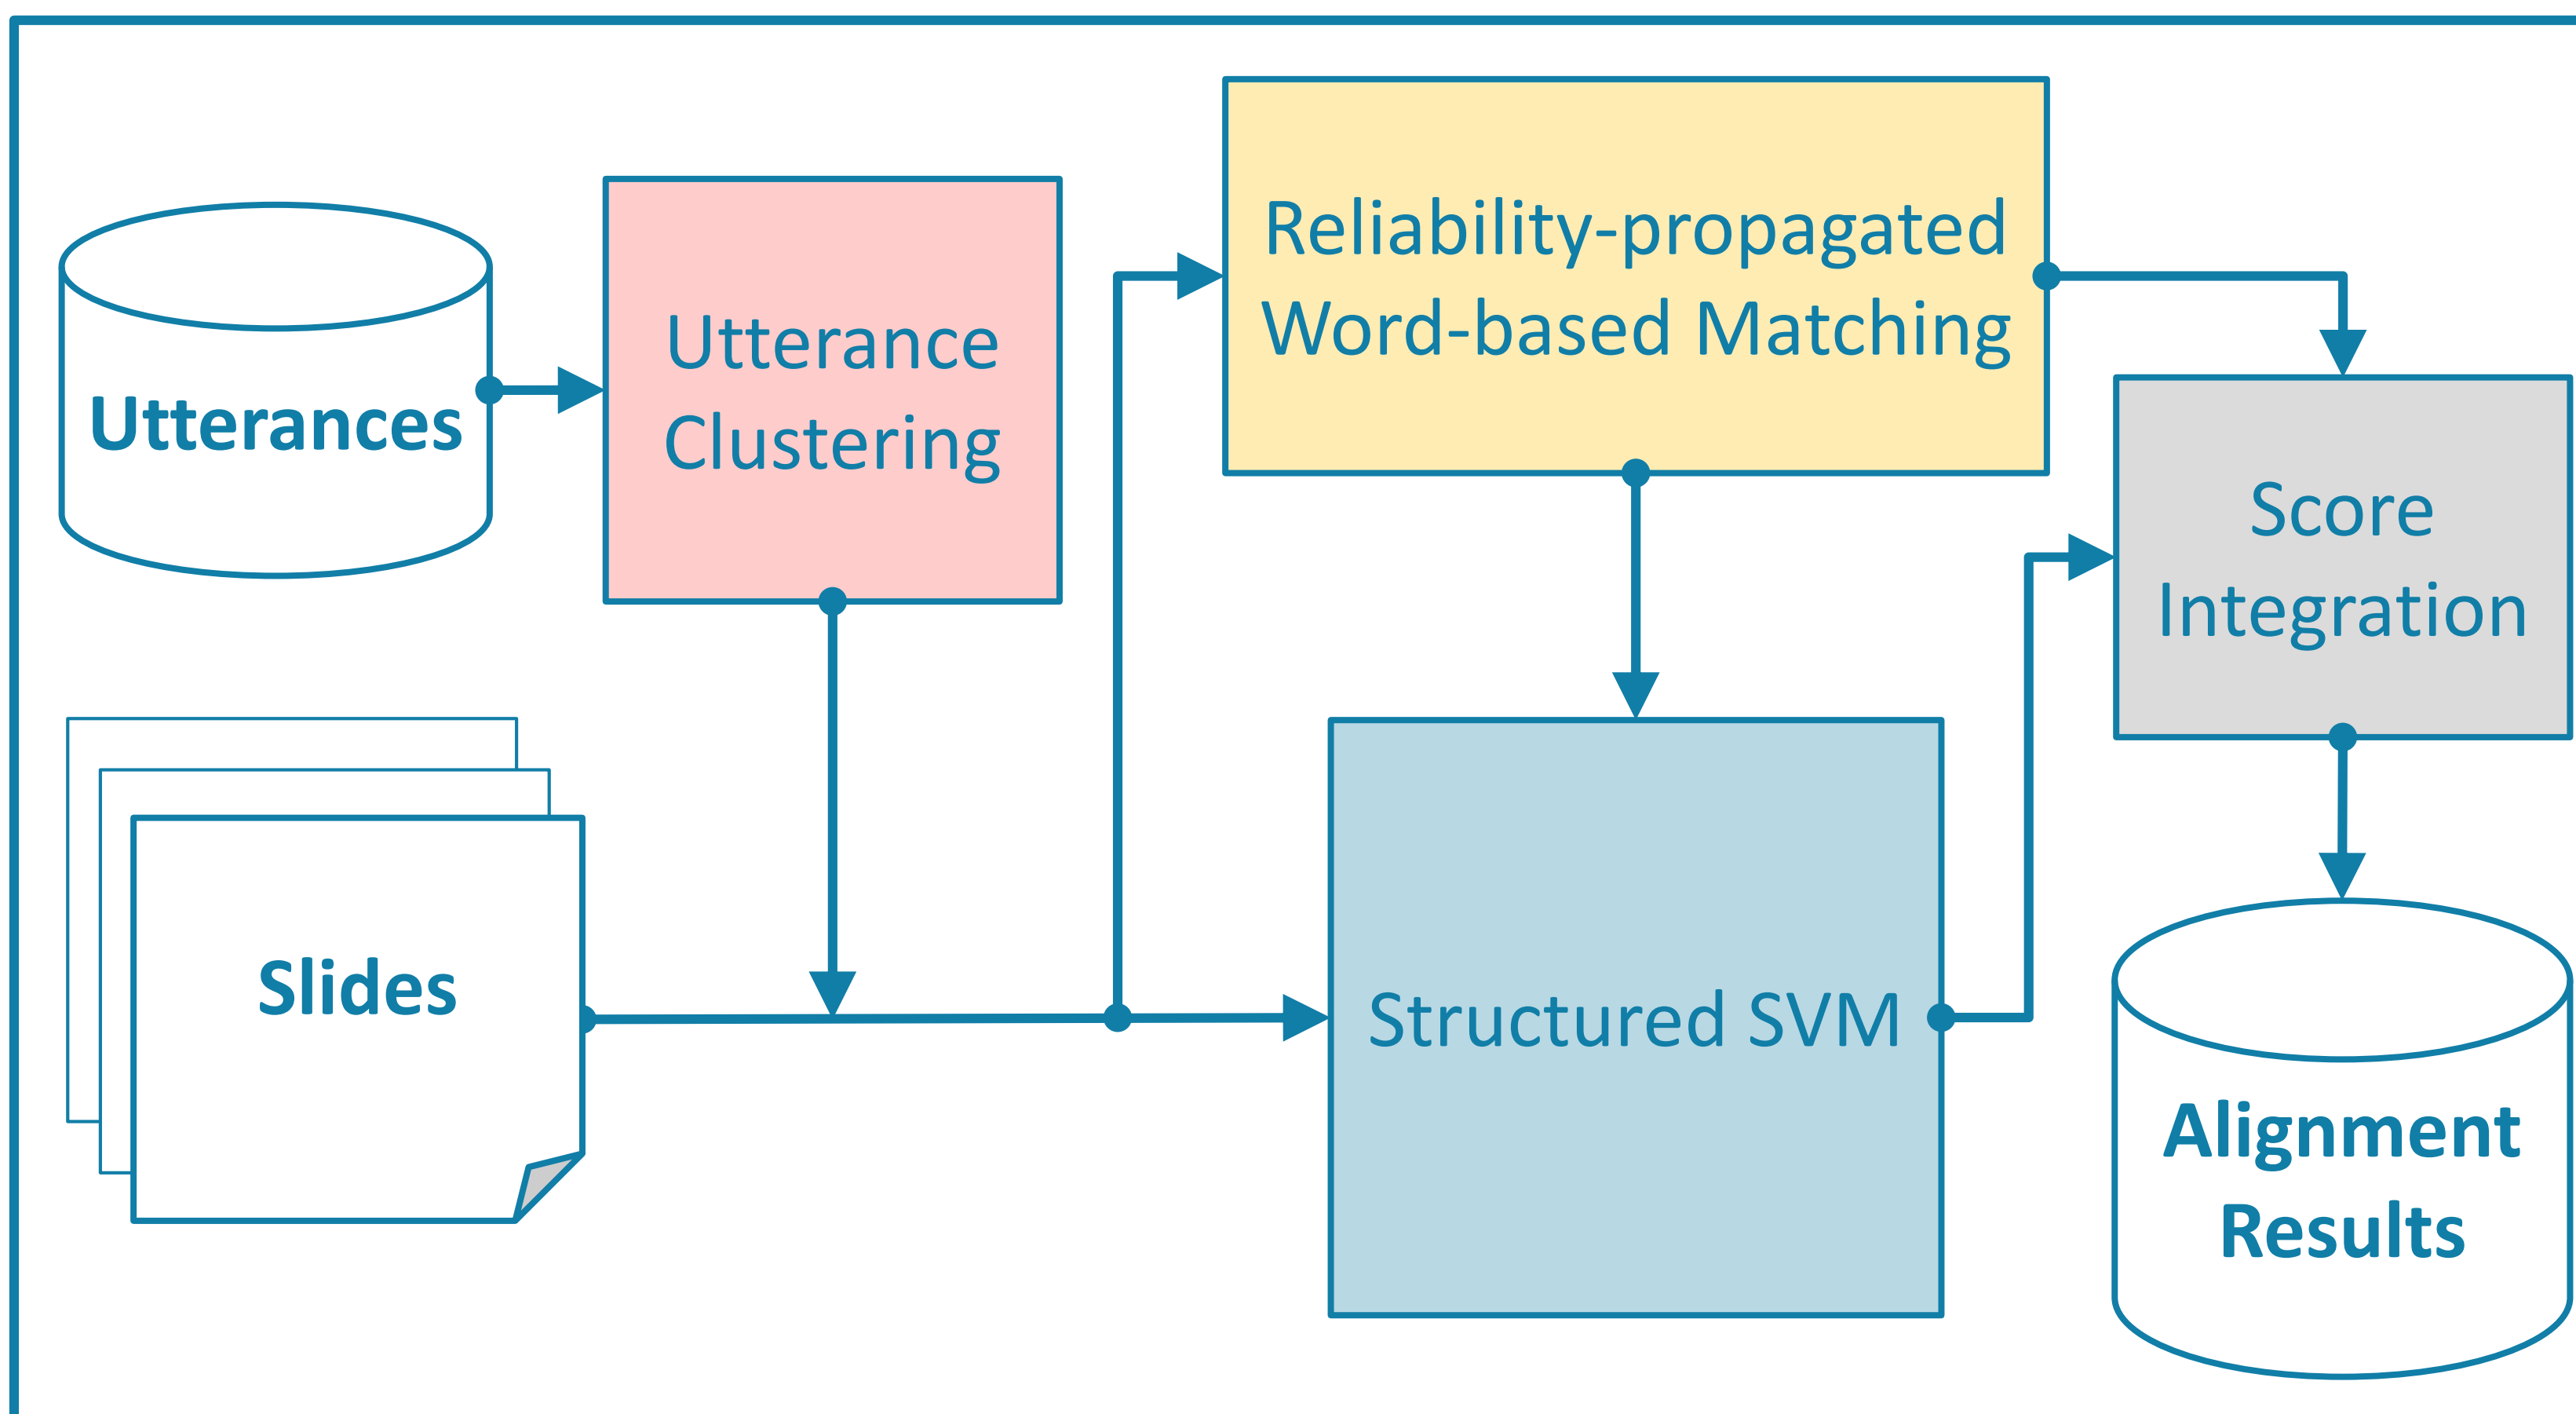 Utterances
Utterance
Clustering
Reliability-propagated
Word-based Matching
Score
Integration
Slides
Structured SVM
Alignment
Results